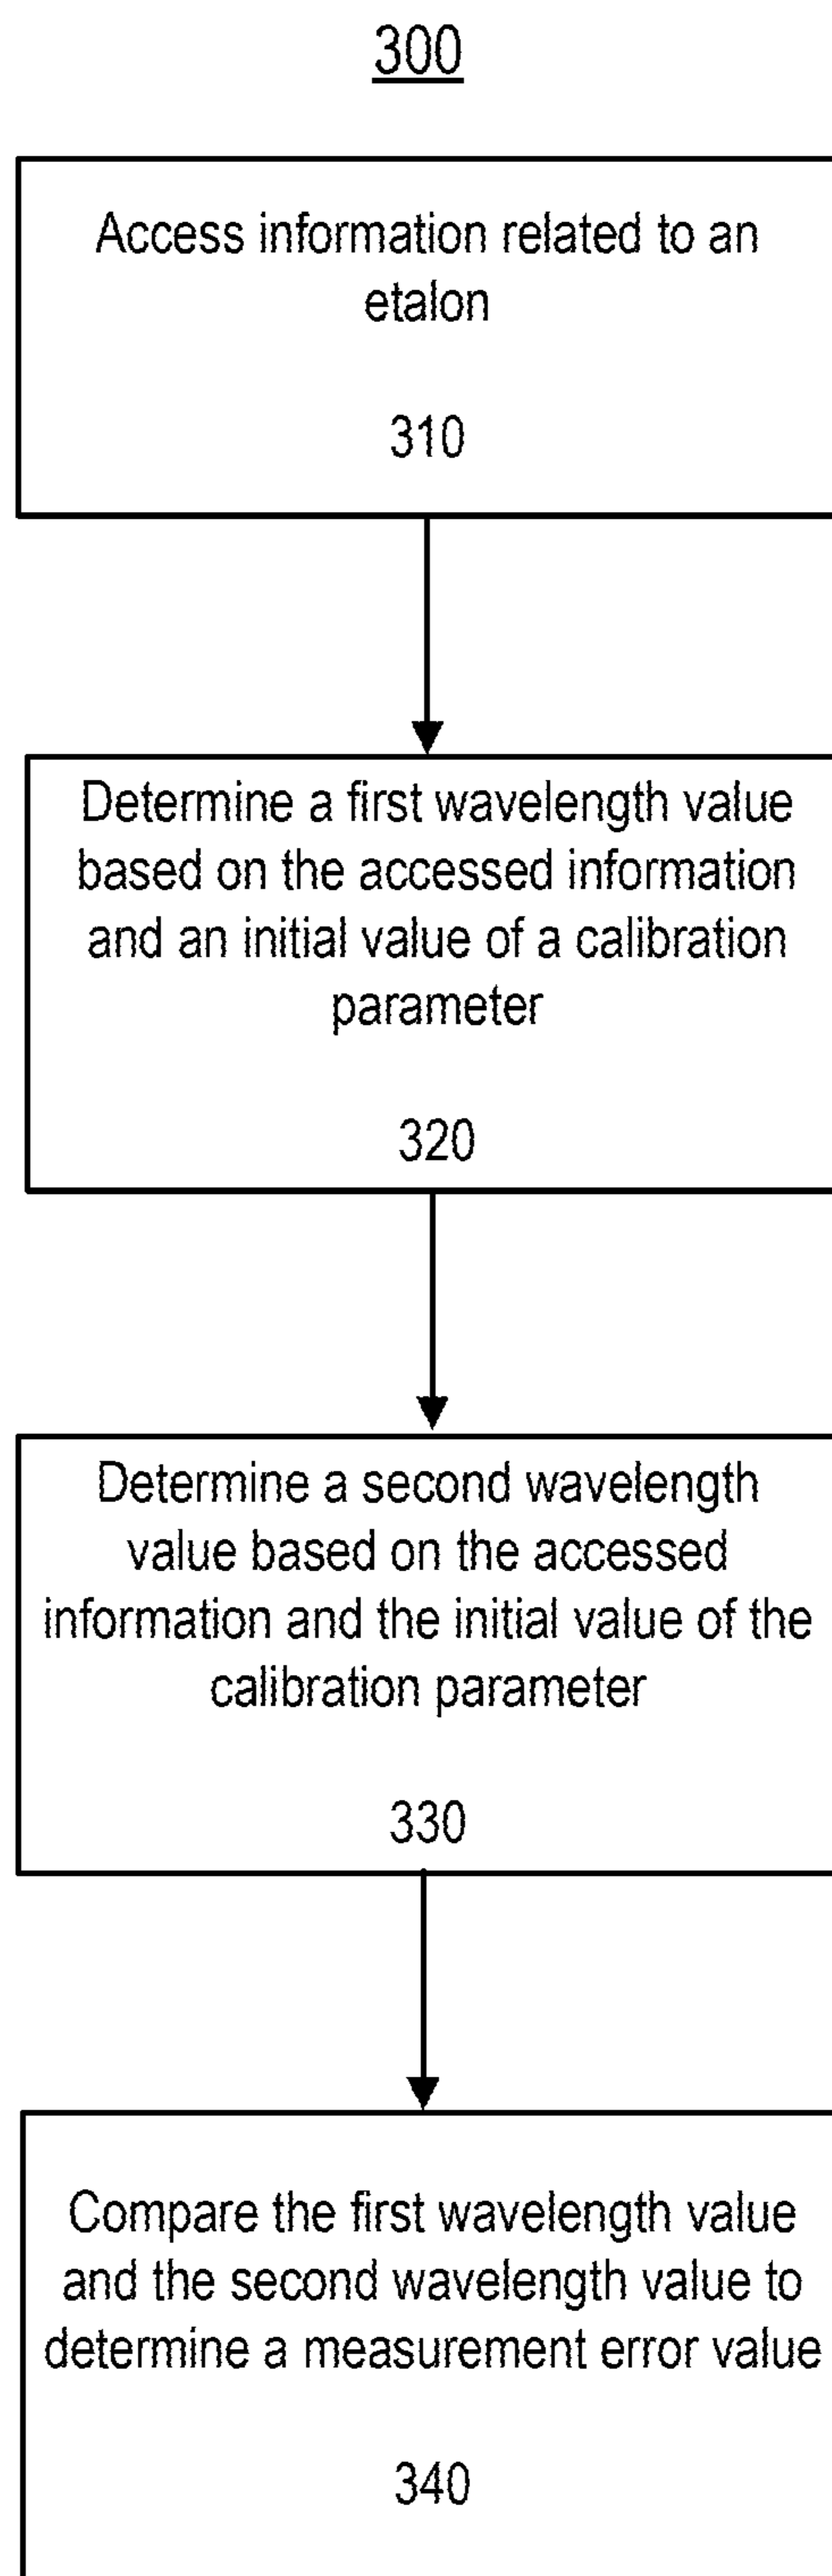 300
Access information related to an
etalon
310
Determine a first wavelength value
based on the accessed information
and an initial value of a calibration
parameter
320
Determine a second wavelength
value based on the accessed
information and the initial value of the
calibration parameter
330
Compare the first wavelength value
and the second wavelength value to
determine a measurement error value
340